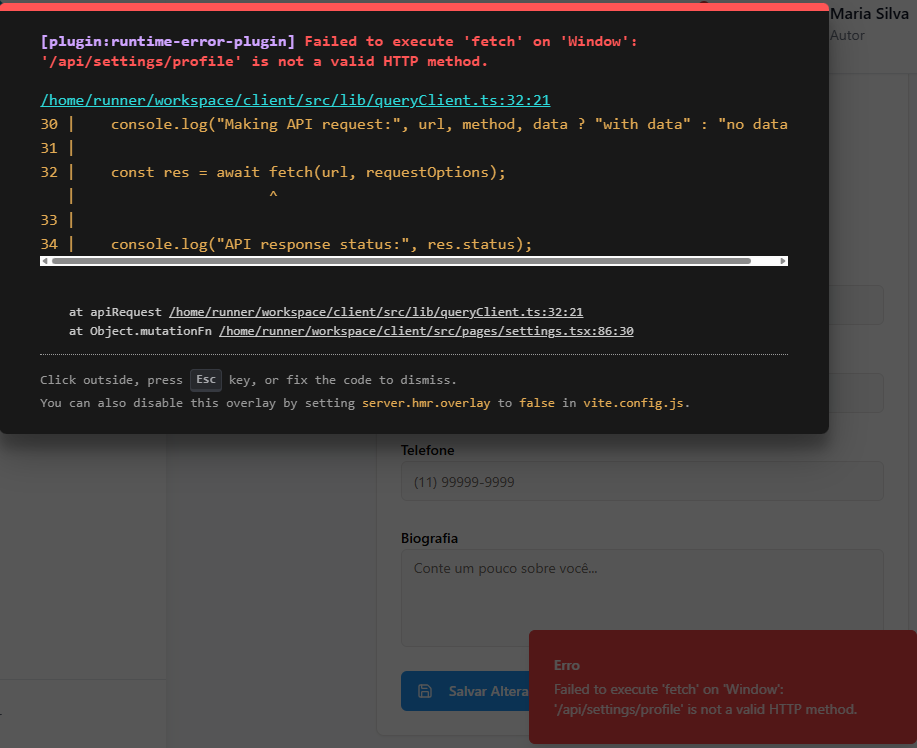 Maria Silva
Autor
[plugin:runtime-error-plugin] Failed to execute 'fetch' on 'Window':
'/api/settings/profile' is not a valid HTTP method.
/home/runner/workspace/client/src/lib/queryClient.ts:32:21
30 |    console.log("Making API request:", url, method, data ? "with data" : "no data
31 |
32 |    const res = await fetch(url, requestOptions);
   |                      ^
33 |
34 |    console.log("API response status:", res.status);
at apiRequest /home/runner/workspace/client/src/lib/queryClient.ts:32:21
at Object.mutationFn /home/runner/workspace/client/src/pages/settings.tsx:86:30
Click outside, press Esc key, or fix the code to dismiss.
You can also disable this overlay by setting server.hmr.overlay to false in vite.config.js.
Telefone
(11) 99999-9999
Biografia
Conte um pouco sobre você...
Salvar Altera
Erro
Failed to execute 'fetch' on 'Window':
'/api/settings/profile' is not a valid HTTP method.